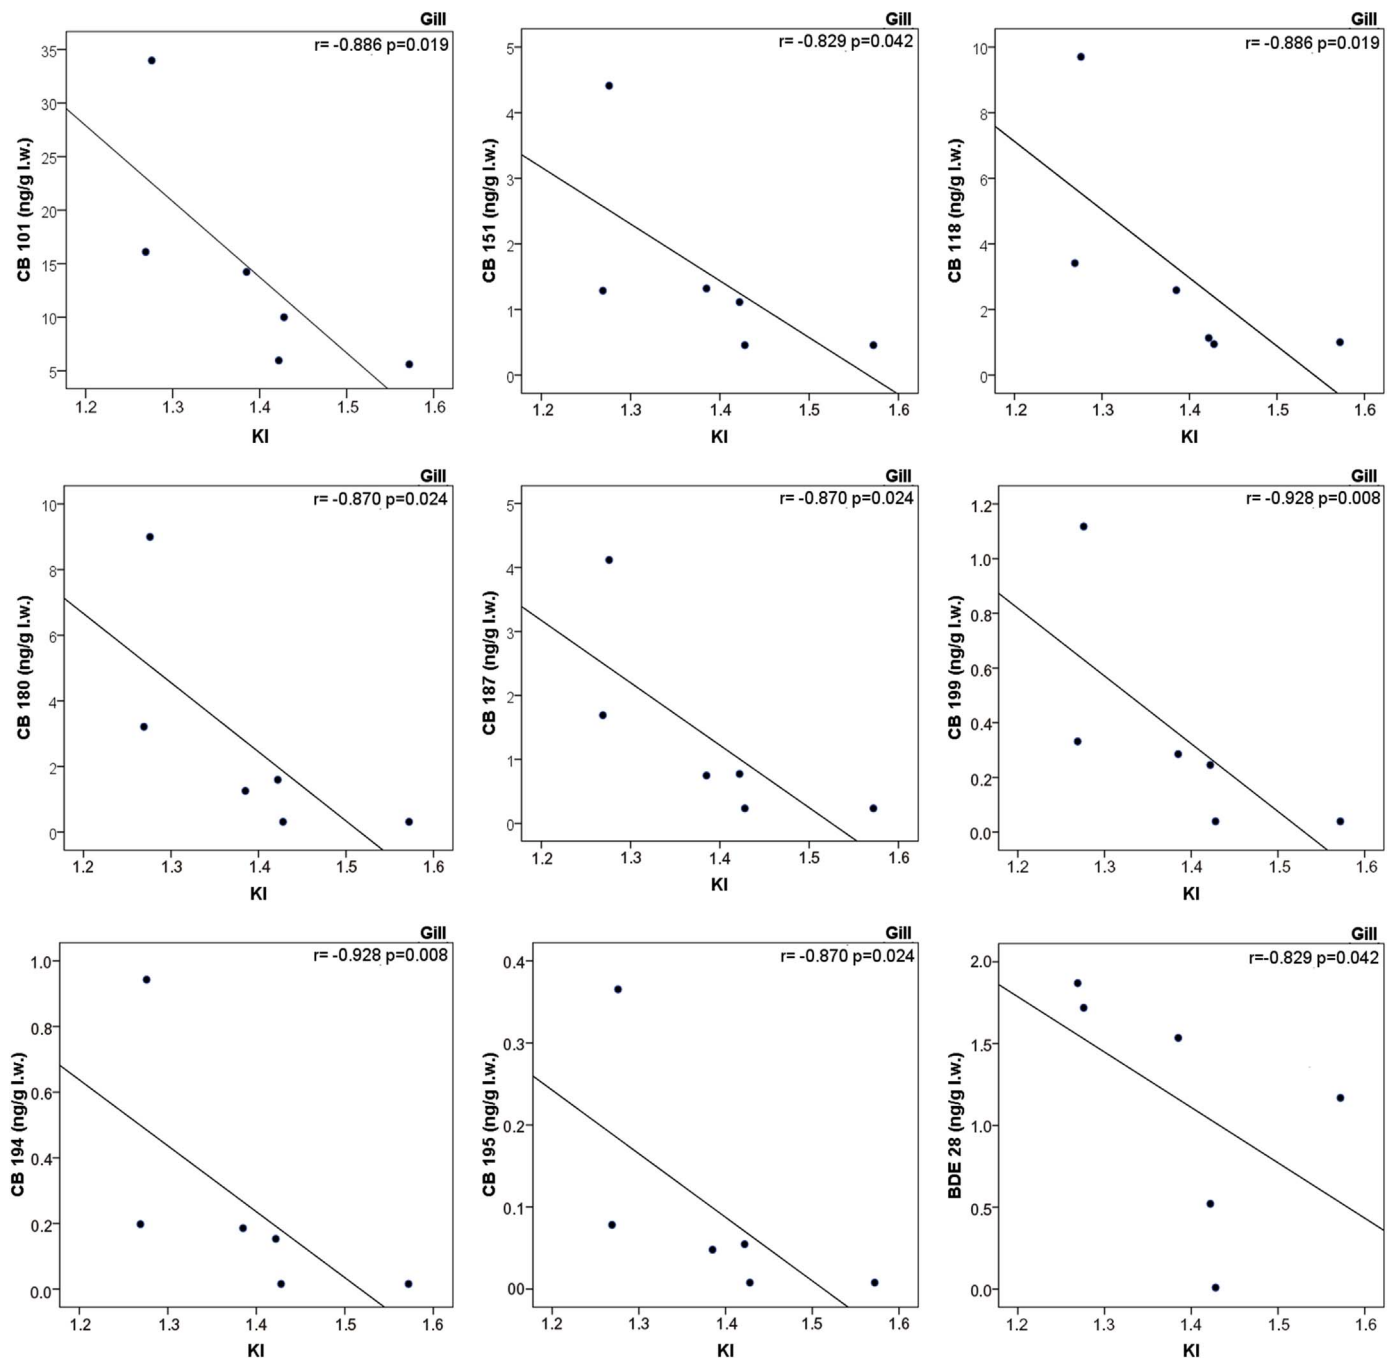 Gill
r= -0.886 p=0.019
35
30
25
20
15
10
5
CB 101 (ng/g l.w.)
1.2 1.3 1.4 1.5 1.6
KI
Gill
r= -0.829 p=0.042
5
4
3
2
1
0
CB 151 (ng/g l.w.)
1.2 1.3 1.4 1.5 1.6
KI
Gill
r= -0.886 p=0.019
10
8
6
4
2
0
CB 118 (ng/g l.w.)
1.2 1.3 1.4 1.5 1.6
KI
Gill
r= -0.870 p=0.024
10
8
6
4
2
0
CB 180 (ng/g l.w.)
1.2 1.3 1.4 1.5 1.6
KI
Gill
r= -0.870 p=0.024
5
4
3
2
1
0
CB 187 (ng/g l.w.)
1.2 1.3 1.4 1.5 1.6
KI
Gill
r= -0.928 p=0.008
1.2
1.0
0.8
0.6
0.4
0.2
0.0
CB 199 (ng/g l.w.)
1.2 1.3 1.4 1.5 1.6
KI
Gill
r= -0.928 p=0.008
1.0
0.8
0.6
0.4
0.2
0.0
CB 194 (ng/g l.w.)
1.2 1.3 1.4 1.5 1.6
KI
Gill
r= -0.870 p=0.024
0.4
0.3
0.2
0.1
00
CB 195 (ng/g l.w.)
1.2 1.3 1.4 1.5 1.6
KI
Gill
r=-0.829 p=0.042
2.0
1.5
1.0
0.5
0.0
BDE 28 (ng/g l.w.)
1.2 1.3 1.4 1.5 1.6
KI